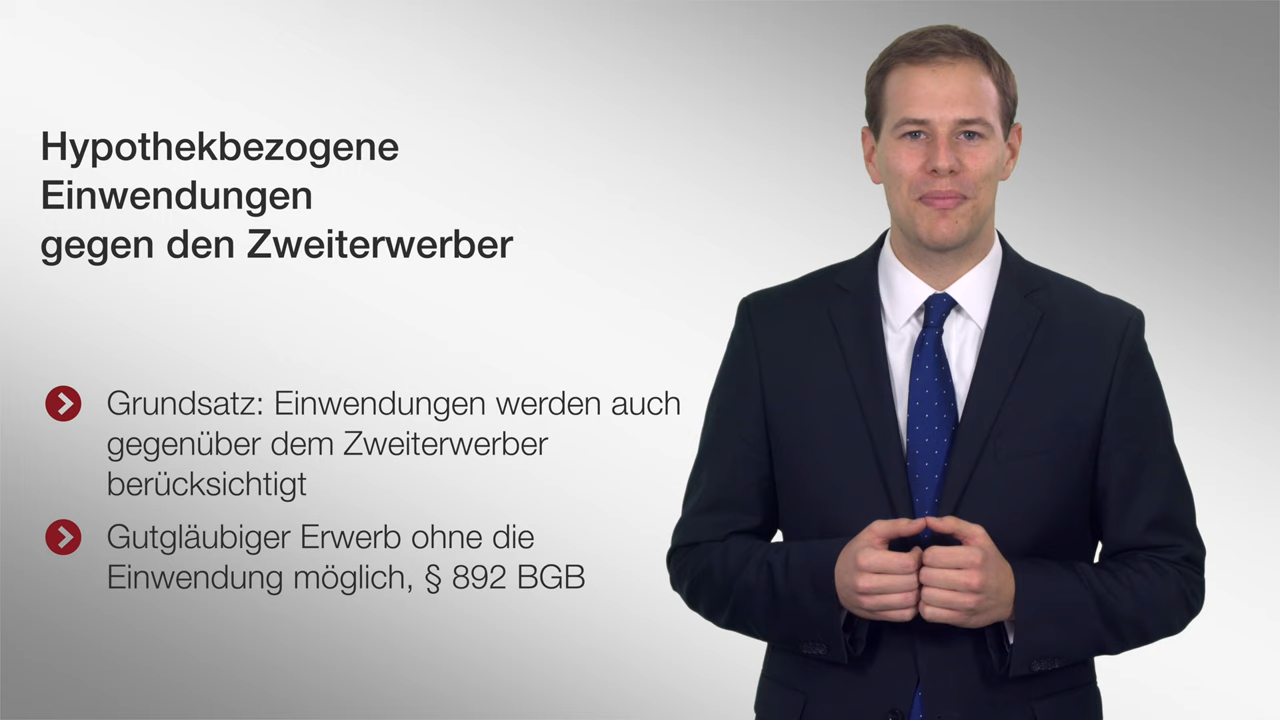 Hypothekbezogene
Einwendungen
gegen den Zweiterwerber
Grundsatz: Einwendungen werden auch
gegenüber dem Zweiterwerber
berücksichtigt
Gutgläubiger Erwerb ohne die
Einwendung möglich, § 892 BGB